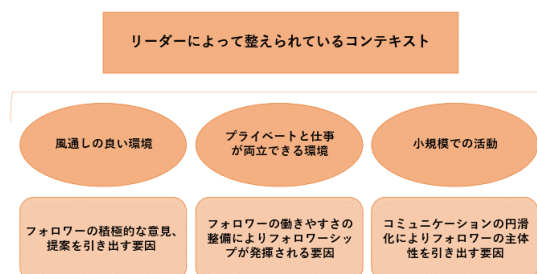 リーダーによって整えられているコンテキスト
風通しの良い環境
プライベートと仕事
が両立できる環境
小規模での活動
フォロワーの積極的な意見、
提案を引き出す要因
フォロワーの働きやすさの
整備によりフォロワーシッ
プが発揮される要因
コミュニケーションの円滑
化によりフォロワーの主体
性を引き出す要因